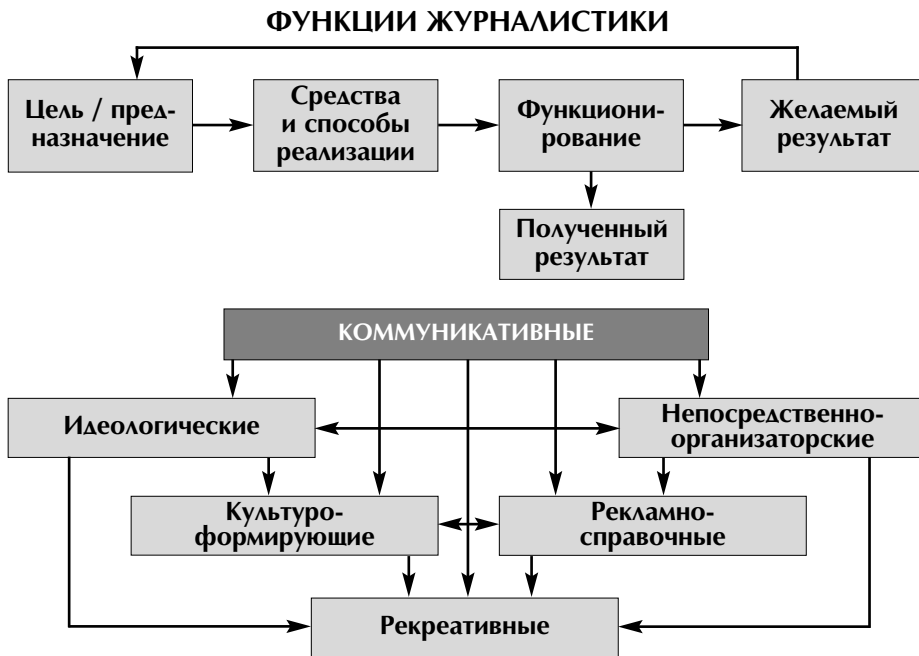 ФУНКЦИИ ЖУРНАЛИСТИКИ
Цель / пред-
назначение
Средства
и способы
реализации
Функциони-
рование
Желаемый
результат
Полученный
результат
КОММУНИКАТИВНЫЕ
Идеологические
Непосредственно-
организаторские
Культуро-
формирующие
Рекламно-
справочные
Рекреативные